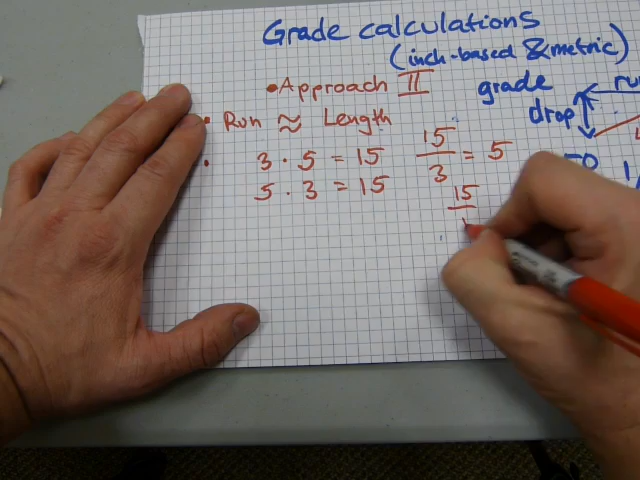 Grade calculations
(inch-based & metric)
• Approach II
grade
drop
• Run ≈ Length
• 3 · 5 = 15
5 · 3 = 15
15/3 = 5
15